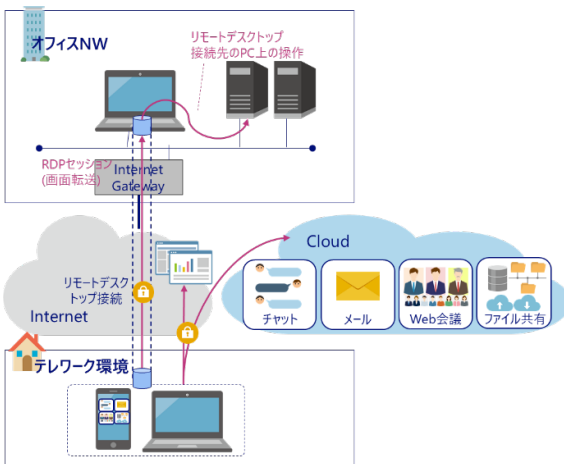 オフィスNW
リモートデスクトップ
接続先のPC上の操作
RDPセッション
(画面転送)
Internet
Gateway
Cloud
リモートデスク
トップ接続
Internet
チャット
メール
Web会議
ファイル共有
テレワーク環境